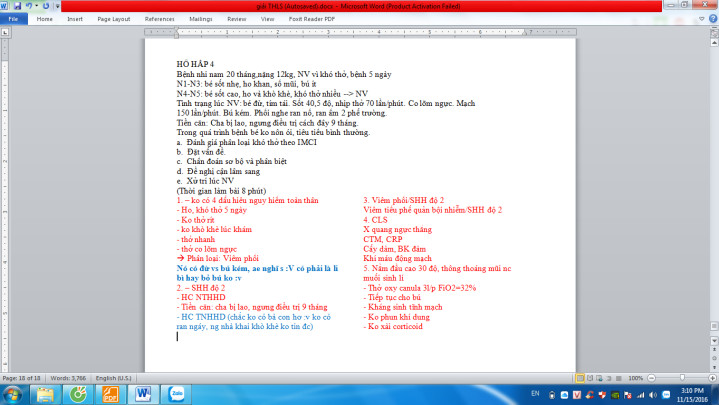 giik THLS (Autosaved).docx - Microsoft Word (Product Activation Failed)
File Home Insert Page Layout References Mailings Review View Foxit Reader PDF
HÔ HẤP 4
Bệnh nhi nam 20 tháng,nặng 12kg, NV vì khó thở, bệnh 5 ngày
N1-N3: bé sốt nhẹ, ho khan, sổ mũi, bú ít
N4-N5: bé sốt cao, ho và khò khè, khó thở nhiều --> NV
Tình trạng lúc NV: bé đừ, tím tái. Sốt 40,5 độ, nhịp thở 70 lần/phút. Co lõm ngực. Mạch
150 lần/phút. Bú kém. Phổi nghe ran nổ, ran ẩm 2 phế trường.
Tiền căn: Cha bị lao, ngưng điều trị cách đây 9 tháng.
Trong quá trình bệnh bé ko nôn ói, tiêu tiểu bình thường.
a. Đánh giá phân loại khó thở theo IMCI
b. Đặt vấn đề.
c. Chẩn đoán sơ bộ và phân biệt
d. Đề nghị cận lâm sang
e. Xử trí lúc NV
(Thời gian làm bài 8 phút)
1. – ko có 4 dấu hiệu nguy hiểm toàn thân
- Ho, khó thở 5 ngày
- Ko thở rít
- ko khò khè lúc khám
- thở nhanh
- thở co lõm ngực
→ Phân loại: Viêm phổi
Nó có đừ vs bú kém, ae nghĩ s :V có phải là li
bì hay bỏ bú ko :v
2. – SHH độ 2
- HC NTHHD
- Tiền căn: cha bị lao, ngưng điều trị 9 tháng
- HC TNHHD (chắc ko có bá con hơ :v ko có
ran ngáy, ng nhà khai khò khè ko tin đc)
3. Viêm phổi/SHH độ 2
Viêm tiểu phế quản bội nhiễm/SHH độ 2
4. CLS
X quang ngực thẳng
CTM, CRP
Cấy đàm, BK đàm
Khí máu động mạch
5. Nằm đầu cao 30 độ, thông thoáng mũi nc
muối sinh lí
- Thở oxy canula 3l/p FiO2=32%
- Tiếp tục cho bú
- Kháng sinh tĩnh mạch
- Ko phun khí dung
- Ko xài corticoid
Page: 18 of 18 Words: 3,766 English (U.S.) 100%
PDF W Zalo EN 3:10 PM
11/15/2016